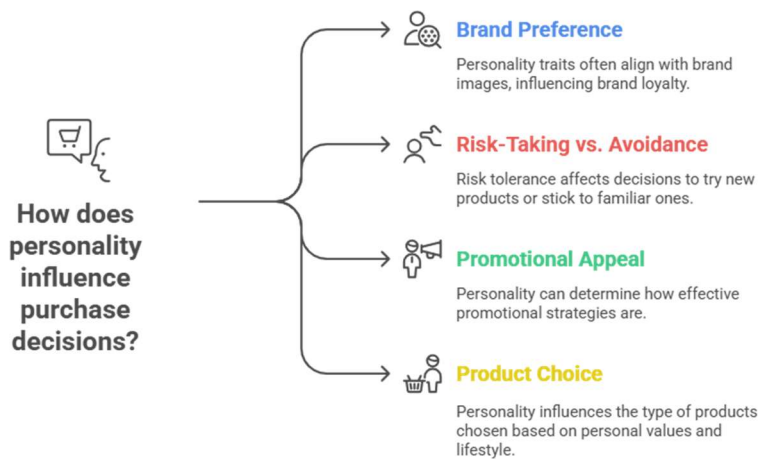 How does
personality
influence
purchase
decisions?
Brand Preference
Personality traits often align with brand
images, influencing brand loyalty.
Risk-Taking vs. Avoidance
Risk tolerance affects decisions to try new
products or stick to familiar ones.
Promotional Appeal
Personality can determine how effective
promotional strategies are.
Product Choice
Personality influences the type of products
chosen based on personal values and
lifestyle.